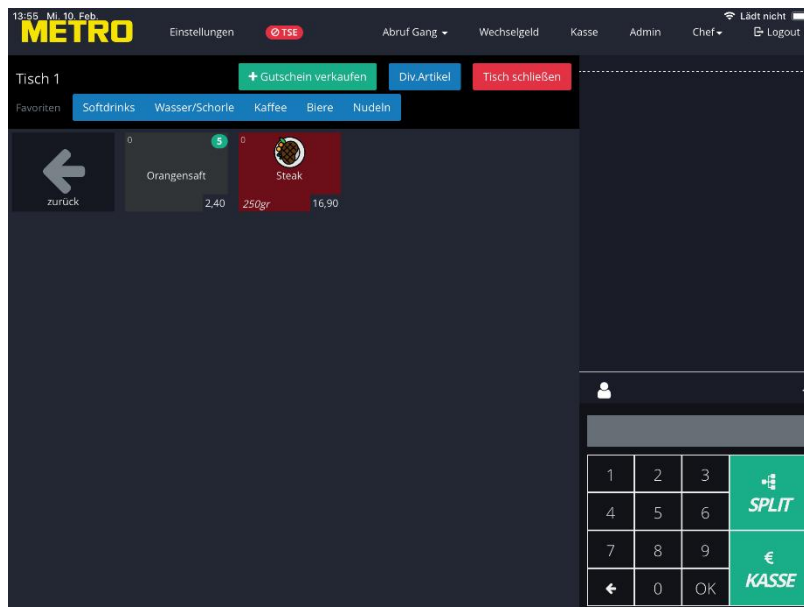 13:55 Mi. 10. Feb.
Lädt nicht
METRO
Einstellungen
TSE
Abruf Gang
Wechselgeld
Kasse
Admin
Chef
Logout
Tisch 1
+ Gutschein verkaufen
Div.Artikel
Tisch schließen
Favoriten
Softdrinks
Wasser/Schorle
Kaffee
Biere
Nudeln
zurück
0
5
Orangensaft
2,40
0
Steak
250gr
16,90
1 2 3
SPLIT
4 5 6
7 8 9
€
KASSE
0 OK